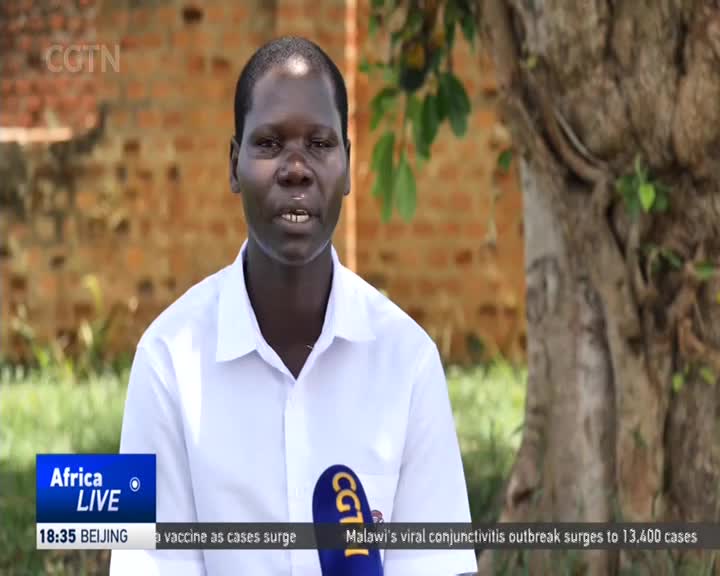 CGTN
Africa
LIVE
CGTN
18:35 BEIJING
a vaccine as cases surge
Malawi's viral conjunctivitis outbreak surges to 13,400 cases